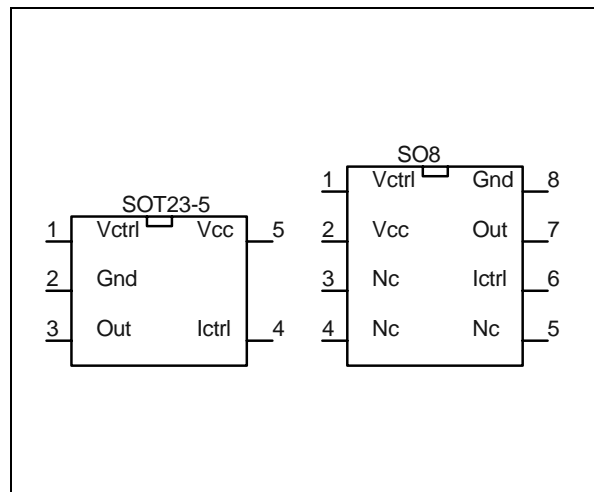 SOT23-5
1 Vctrl Vcc 5
2 Gnd
3 Out Ictrl 4
SO8
1 Vctrl Gnd 8
2 Vcc Out 7
3 Nc Ictrl 6
4 Nc Nc 5